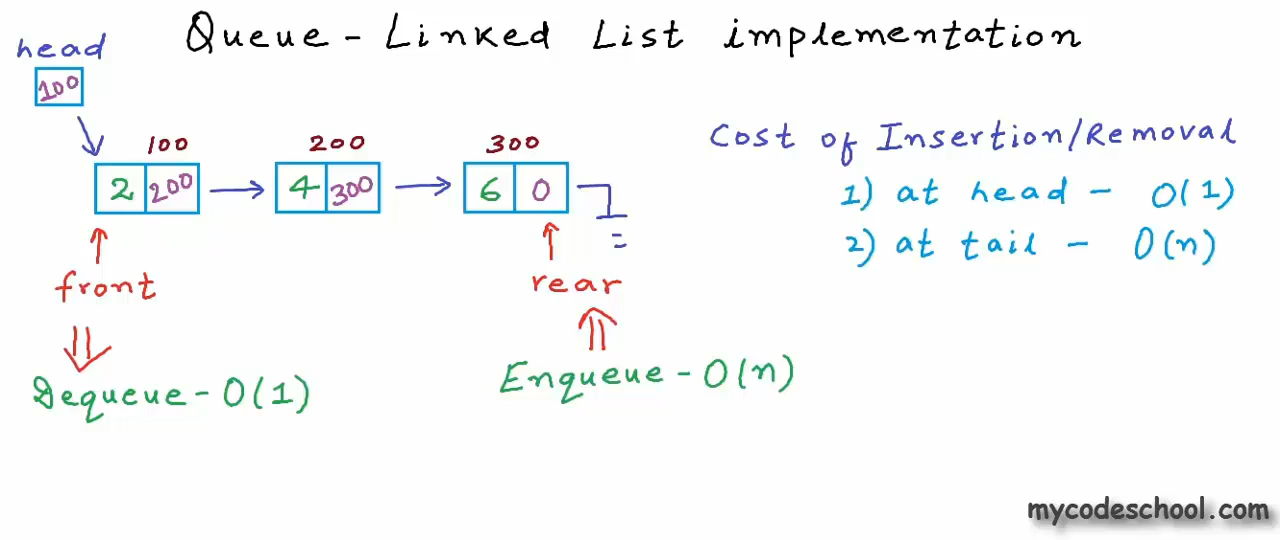 Queue - Linked List implementation
head
100
100 200 300
2 200 4 300 6 0
Cost of Insertion/Removal
1) at head - O(1)
2) at tail - O(n)
front
rear
Dequeue - O(1)
Enqueue - O(n)
mycodeschool.com